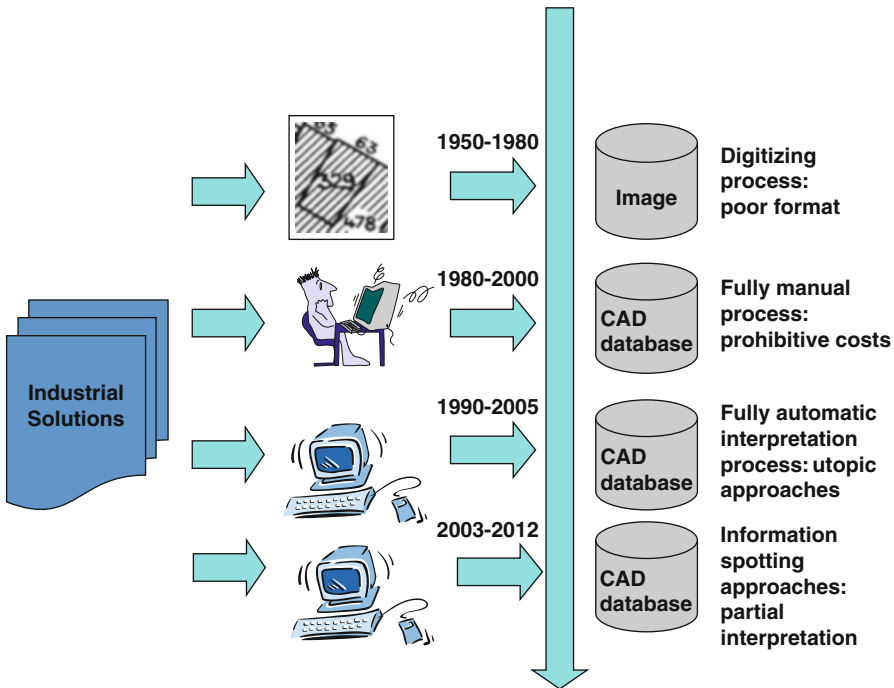 63
329
478
1950-1980
Image
Digitizing
process:
poor format
1980-2000
CAD
database
Fully manual
process:
prohibitive costs
Industrial
Solutions
1990-2005
CAD
database
Fully automatic
interpretation
process: utopic
approaches
2003-2012
CAD
database
Information
spotting
approaches:
partial
interpretation